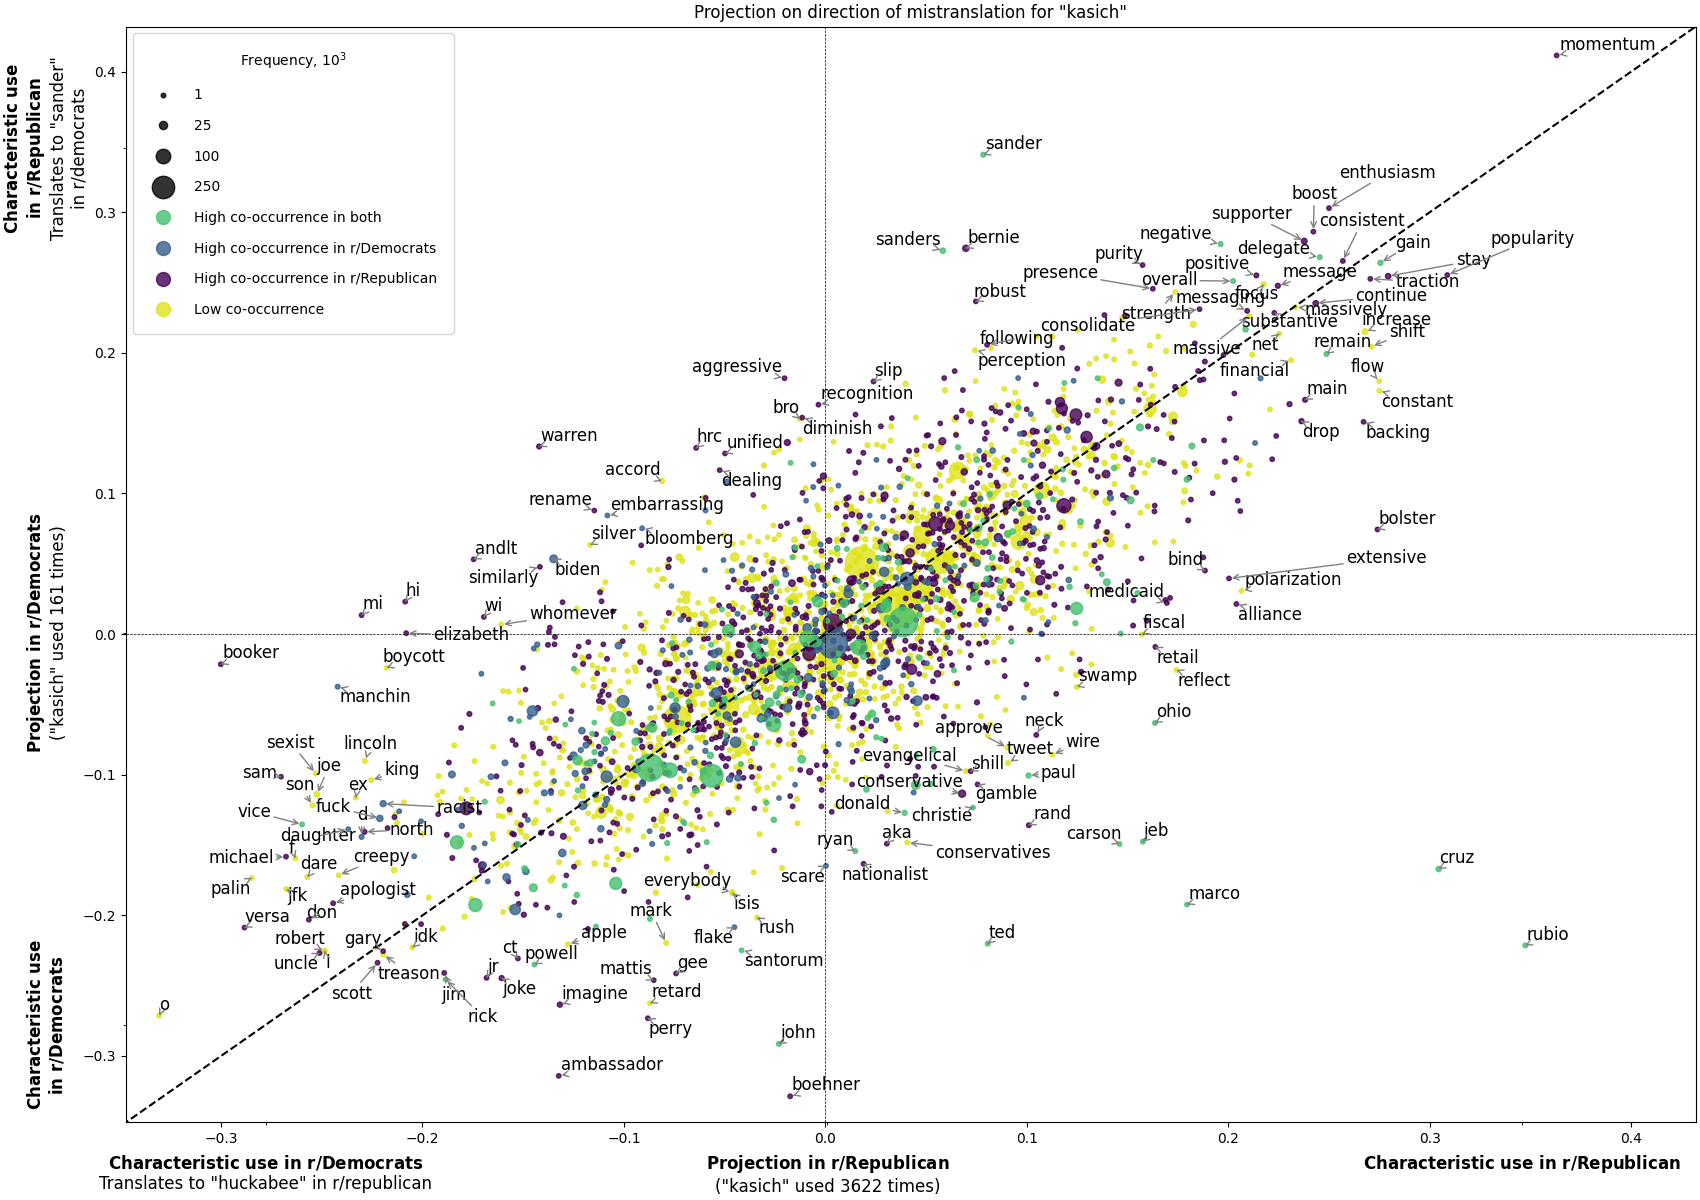 Projection on direction of mistranslation for "kasich"
Characteristic use
in r/Republican
Translates to "sander"
in r/democrats
Projection in r/Democrats
("kasich" used 161 times)
Characteristic use
in r/Democrats
0.4
0.3
0.2
0.1
0.0
−0.1
−0.2
−0.3
Frequency, 10³
1
25
100
250
High co-occurrence in both
High co-occurrence in r/Democrats
High co-occurrence in r/Republican
Low co-occurrence
momentum
sander
enthusiasm
boost
supporter
consistent
sanders
bernie
negative
delegate
gain
popularity
purity
positive
message
stay
presence
overall
traction
robust
focus
messaging
continue
strength
massively
consolidate
substantive
increase
following
shift
perception
massive
net
remain
aggressive
slip
financial
flow
recognition
main
constant
bro
diminish
drop
backing
warren
hrc
unified
accord
dealing
rename
embarrassing
bolster
silver
bloomberg
andlt
bind
extensive
similarly
biden
polarization
hi
medicaid
mi
wi
whomever
alliance
elizabeth
fiscal
booker
boycott
retail
manchin
swamp
reflect
ohio
neck
approve
sexist
lincoln
tweet
wire
evangelical
sam
joe
king
shill
paul
son
ex
conservative
gamble
fuck
racist
donald
christie
vice
d
rand
daughter
north
aka
carson
jeb
michael
f
ryan
conservatives
dare
creepy
cruz
palin
jfk
apologist
scare
nationalist
everybody
marco
versa
don
mark
isis
robert
gary
idk
apple
flake
rush
ted
rubio
uncle
l
treason
ct
powell
santorum
scott
jr
mattis
gee
jim
joke
imagine
retard
o
rick
perry
john
ambassador
boehner
−0.3
−0.2
−0.1
0.0
0.1
0.2
0.3
0.4
Characteristic use in r/Democrats
Translates to "huckabee" in r/republican
Projection in r/Republican
("kasich" used 3622 times)
Characteristic use in r/Republican